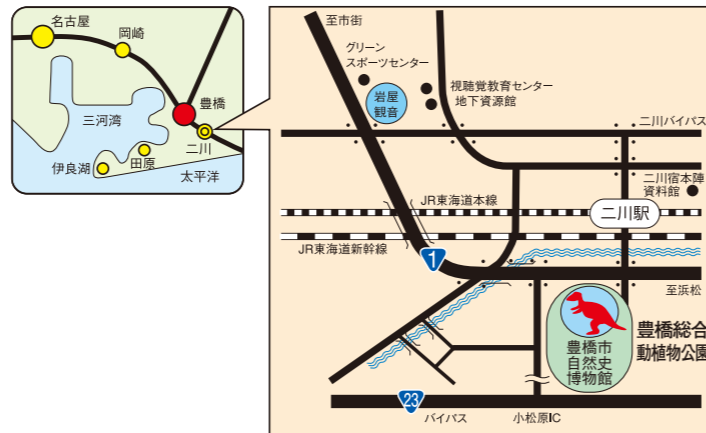 名古屋
岡崎
豊橋
三河湾
二川
田原
伊良湖
太平洋
至市街
グリーン
スポーツセンター
岩屋
観音
視聴覚教育センター
地下資源館
二川バイパス
二川宿本陣
資料館
JR東海道本線
二川駅
JR東海道新幹線
1
至浜松
豊橋市
自然史
博物館
豊橋総合
動植物公園
23
バイパス
小松原IC